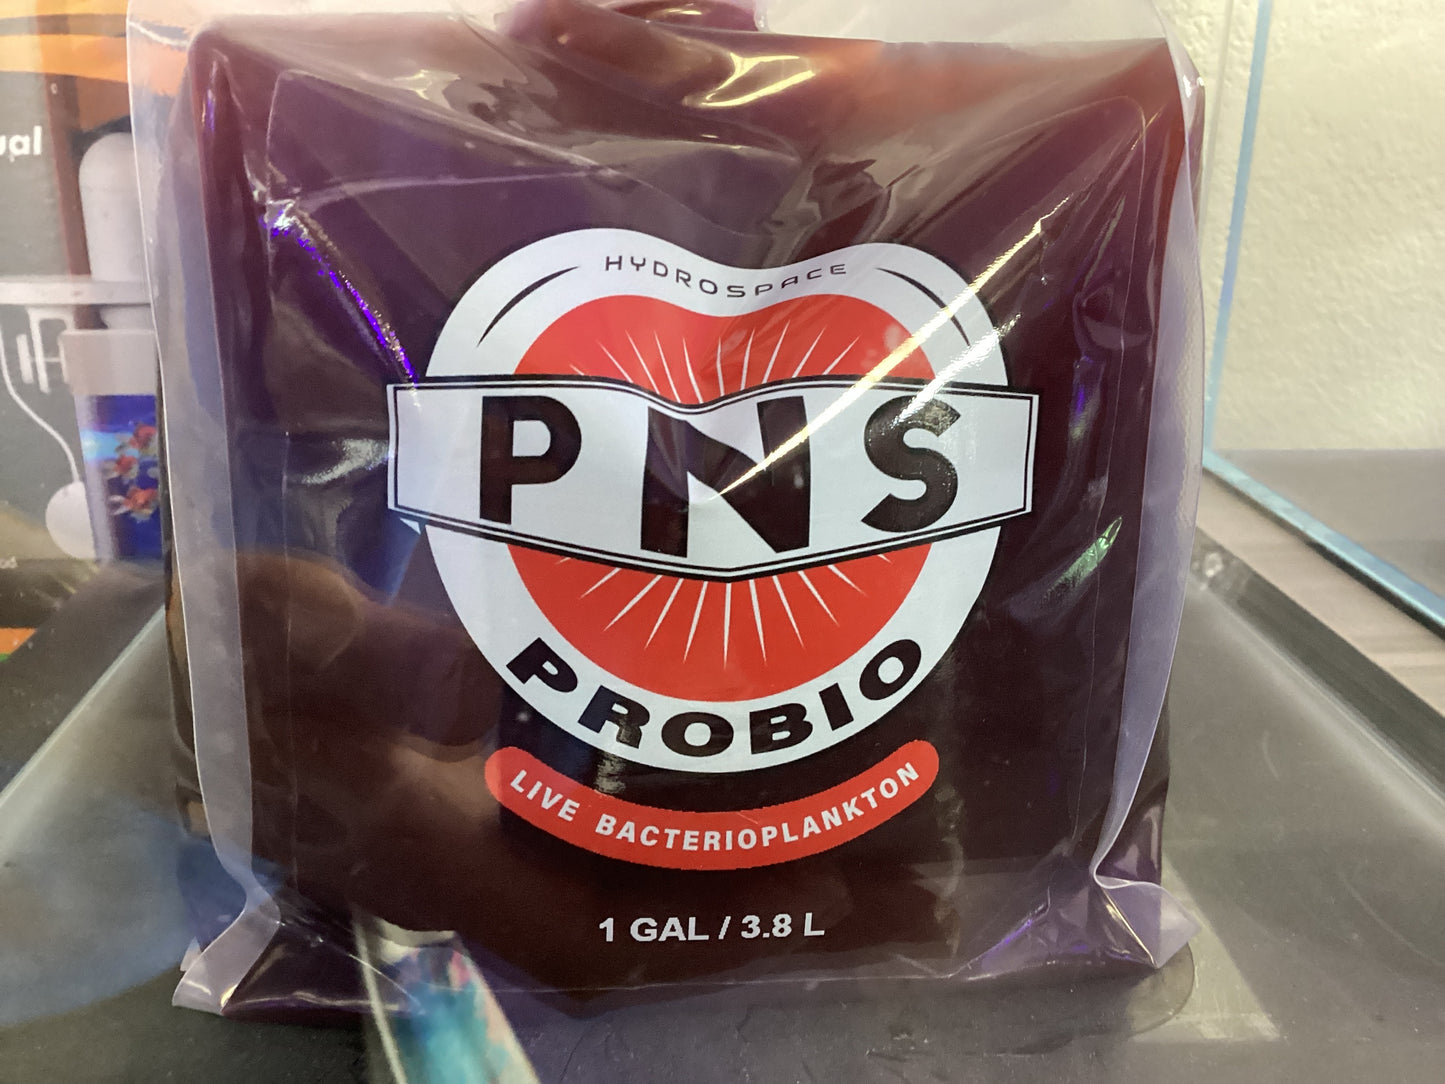 HYDROSPACE
PNS
PROBIO
LIVE BACTERIOPLANKTON
1 GAL / 3.8 L